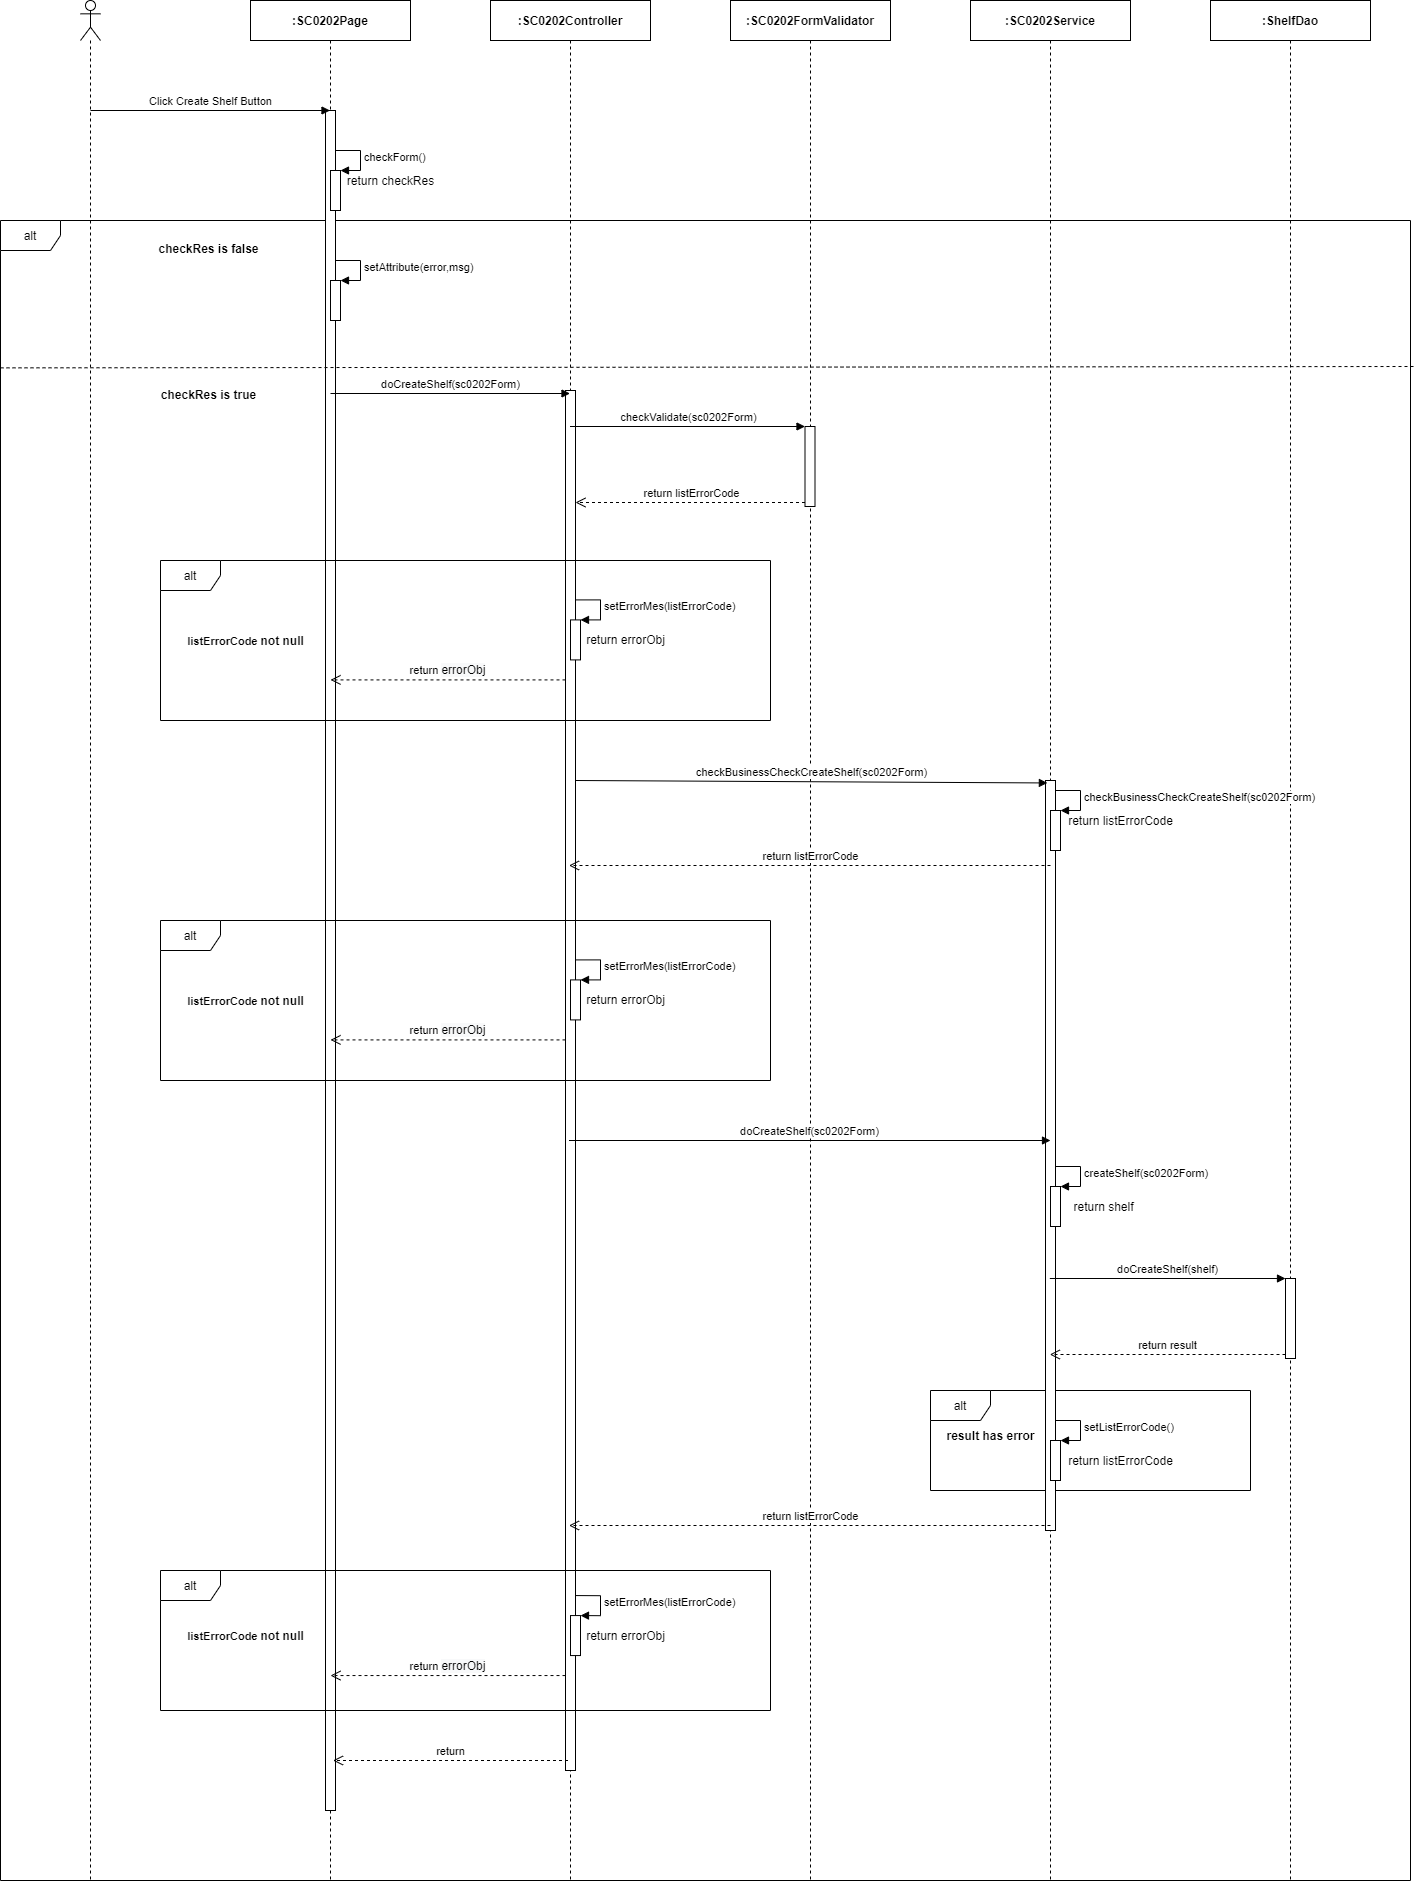 :SC0202Page
:SC0202Controller
:SC0202FormValidator
:SC0202Service
:ShelfDao
Click Create Shelf Button
checkForm()
return checkRes
alt
checkRes is false
setAttribute(error,msg)
checkRes is true
doCreateShelf(sc0202Form)
checkValidate(sc0202Form)
return listErrorCode
alt
setErrorMes(listErrorCode)
listErrorCode not null
return errorObj
return errorObj
checkBusinessCheckCreateShelf(sc0202Form)
checkBusinessCheckCreateShelf(sc0202Form)
return listErrorCode
return listErrorCode
alt
setErrorMes(listErrorCode)
listErrorCode not null
return errorObj
return errorObj
doCreateShelf(sc0202Form)
createShelf(sc0202Form)
return shelf
doCreateShelf(shelf)
return result
alt
setListErrorCode()
result has error
return listErrorCode
return listErrorCode
alt
setErrorMes(listErrorCode)
listErrorCode not null
return errorObj
return errorObj
return